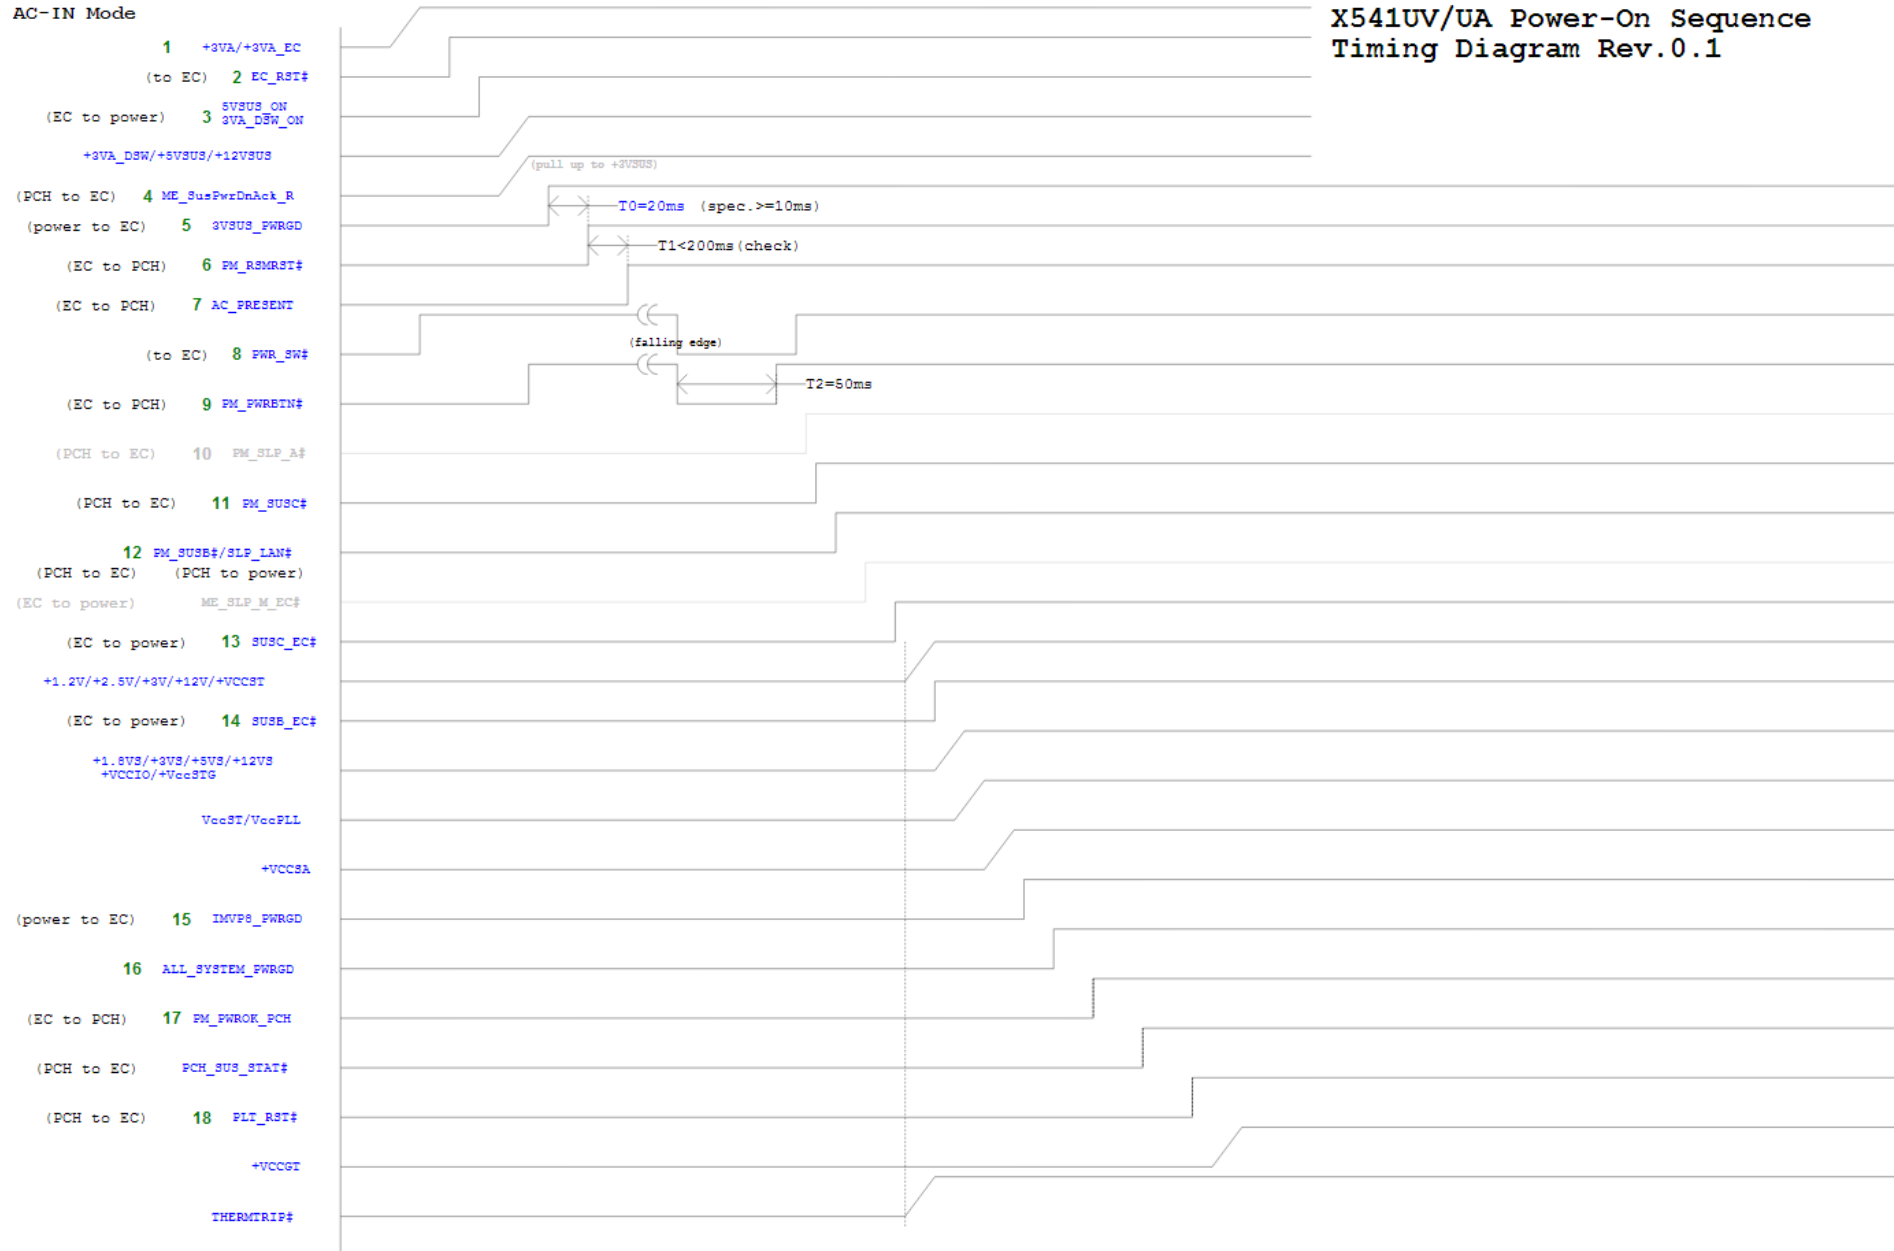 AC-IN Mode
X541UV/UA Power-On Sequence
Timing Diagram Rev.0.1
1 +3VA/+3VA_EC
(to EC) 2 EC_RST#
(EC to power) 3 5VSUS_ON
3VA_DSW_ON
+3VA_DSW/+5VSUS/+12VSUS
(pull up to +3VSUS)
(PCH to EC) 4 ME_SusPwrDnAck_R
T0=20ms (spec.>=10ms)
(power to EC) 5 3VSUS_PWRGD
T1<200ms(check)
(EC to PCH) 6 PM_RSMRST#
(EC to PCH) 7 AC_PRESENT
(falling edge)
(to EC) 8 PWR_SW#
T2=50ms
(EC to PCH) 9 PM_PWRBTN#
(PCH to EC) 10 PM_SLP_A#
(PCH to EC) 11 PM_SUSC#
12 PM_SUSB#/SLP_LAN#
(PCH to EC) (PCH to power)
(EC to power) ME_SLP_M_EC#
(EC to power) 13 SUSC_EC#
+1.2V/+2.5V/+3V/+12V/+VCCST
(EC to power) 14 SUSB_EC#
+1.8VS/+3VS/+5VS/+12VS
+VCCIO/+VccSTG
VccST/VccPLL
+VCCSA
(power to EC) 15 IMVP8_PWRGD
16 ALL_SYSTEM_PWRGD
(EC to PCH) 17 PM_PWROK_PCH
(PCH to EC) PCH_SUS_STAT#
(PCH to EC) 18 PLT_RST#
+VCCGT
THERMTRIP#